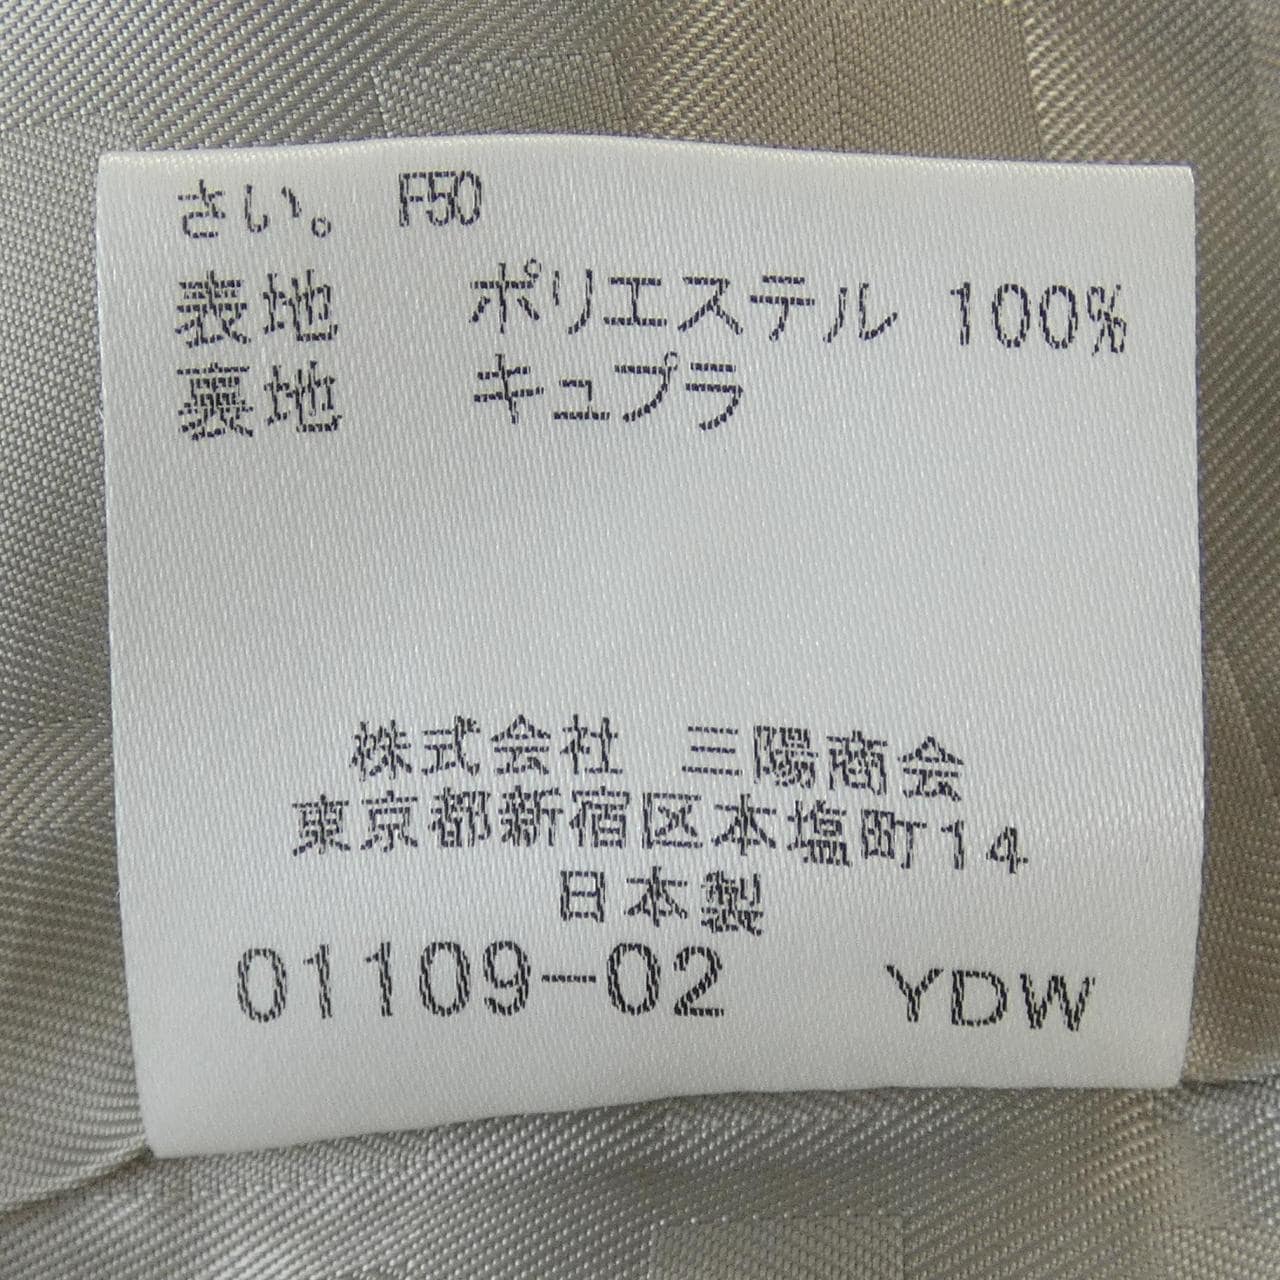 さい。 F50
表地 ポリエステル 100%
裏地 キュプラ
株式会社 三陽商会
東京都新宿区本塩町14
日本製
01109-02 YDW